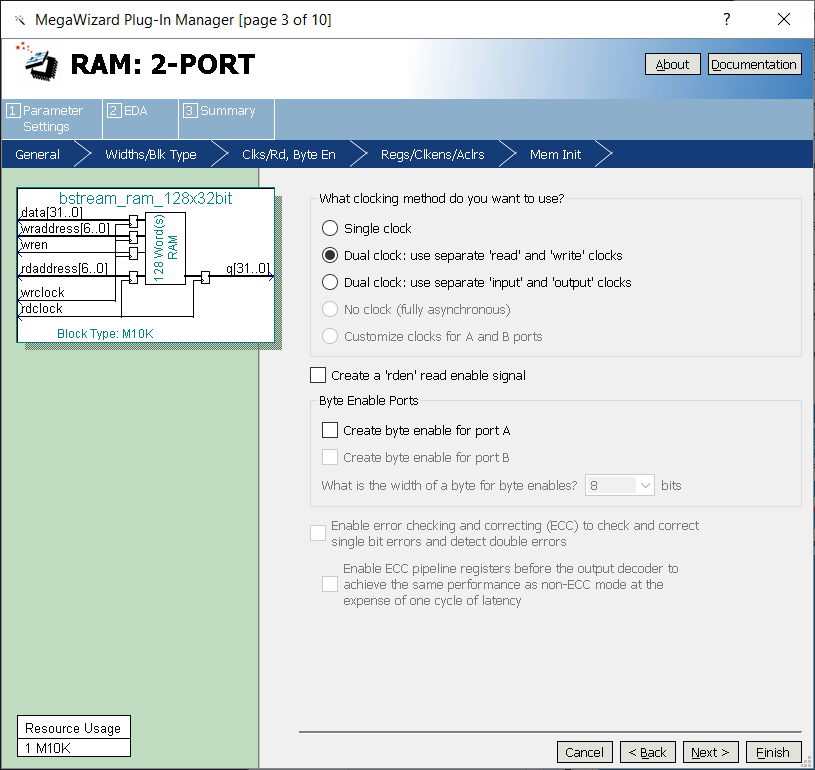 MegaWizard Plug-In Manager [page 3 of 10]
?
RAM: 2-PORT
About
Documentation
1 Parameter Settings
2 EDA
3 Summary
General
Widths/Blk Type
Clks/Rd, Byte En
Regs/Clkens/Aclrs
Mem Init
bstream_ram_128x32bit
data[31..0]
wraddress[6..0]
wren
rdaddress[6..0]
wrclock
rdclock
128 Word(s)
RAM
q[31..0]
Block Type: M10K
What clocking method do you want to use?
Single clock
Dual clock: use separate 'read' and 'write' clocks
Dual clock: use separate 'input' and 'output' clocks
No clock (fully asynchronous)
Customize clocks for A and B ports
Create a 'rden' read enable signal
Byte Enable Ports
Create byte enable for port A
Create byte enable for port B
What is the width of a byte for byte enables? 8 bits
Enable error checking and correcting (ECC) to check and correct
single bit errors and detect double errors
Enable ECC pipeline registers before the output decoder to
achieve the same performance as non-ECC mode at the
expense of one cycle of latency
Resource Usage
1 M10K
Cancel
< Back
Next >
Finish